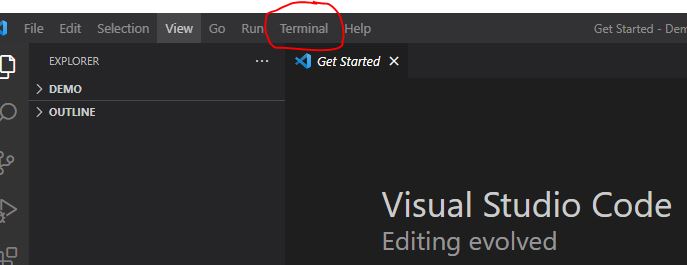 File Edit Selection View Go Run Terminal Help Get Started - Dem
EXPLORER ...
Get Started
DEMO
OUTLINE
Visual Studio Code
Editing evolved